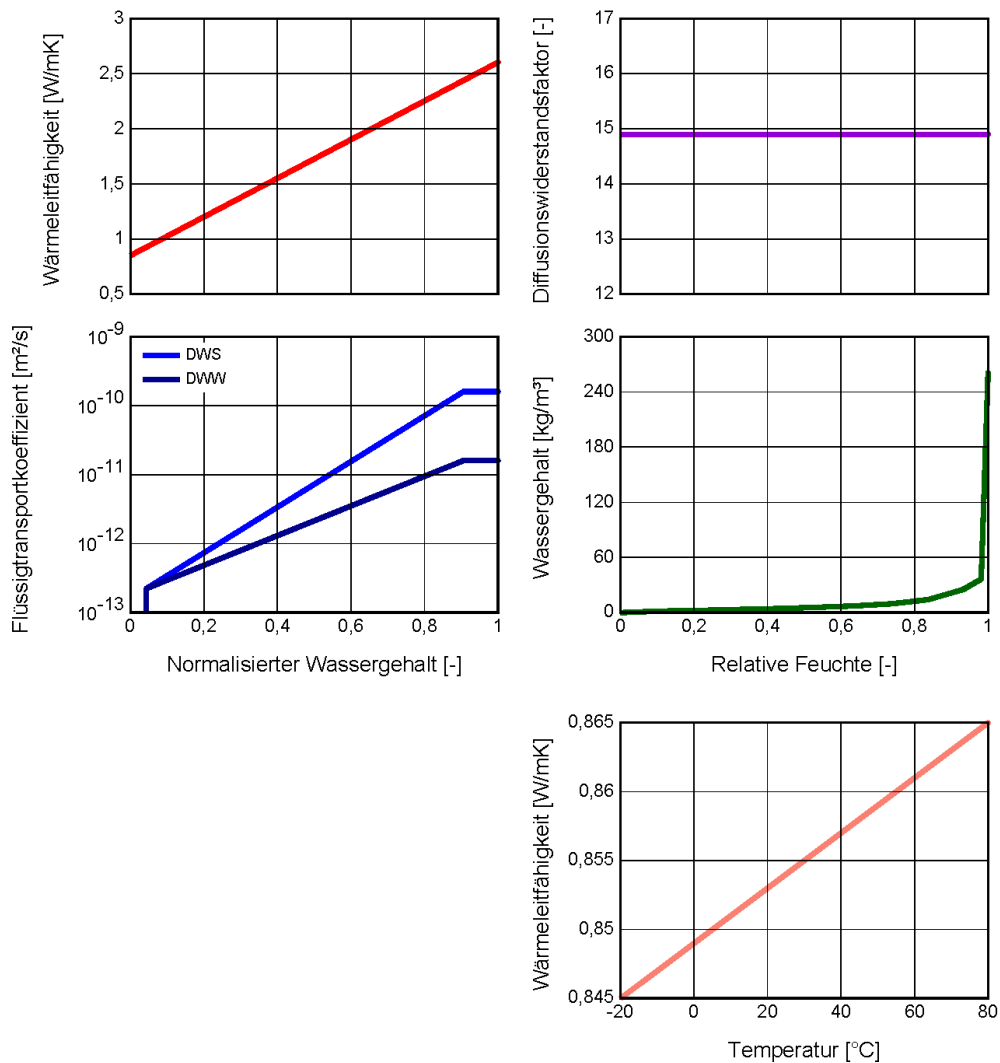 Wärmeleitfähigkeit [W/mK]
3
2,5
2
1,5
1
0,5
Diffusionswiderstandsfaktor [-]
17
16
15
14
13
12
Flüssigtransportkoeffizient [m²/s]
10⁻⁹
10⁻¹⁰
10⁻¹¹
10⁻¹²
10⁻¹³
DWS
DWW
0 0,2 0,4 0,6 0,8 1
Normalisierter Wassergehalt [-]
Wassergehalt [kg/m³]
300
240
180
120
60
0
0 0,2 0,4 0,6 0,8 1
Relative Feuchte [-]
Wärmeleitfähigkeit [W/mK]
0,865
0,86
0,855
0,85
0,845
-20 0 20 40 60 80
Temperatur [°C]